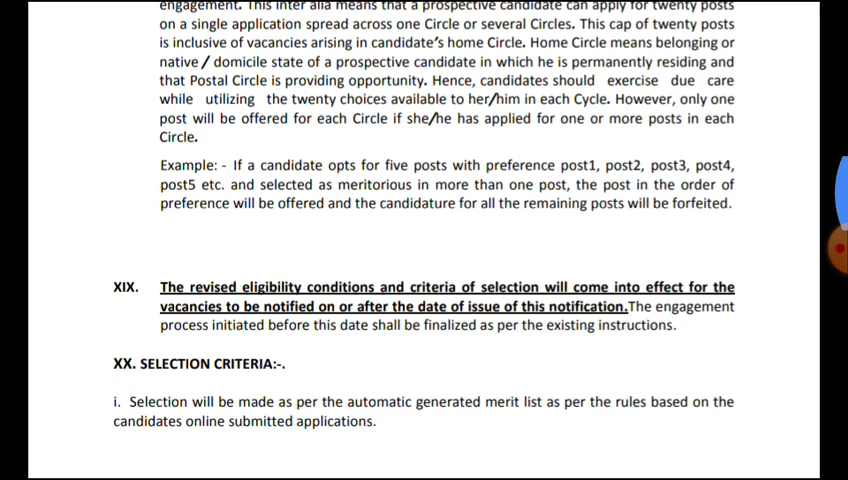 engagement. This inter alia means that a prospective candidate can apply for twenty posts
on a single application spread across one Circle or several Circles. This cap of twenty posts
is inclusive of vacancies arising in candidate's home Circle. Home Circle means belonging or
native / domicile state of a prospective candidate in which he is permanently residing and
that Postal Circle is providing opportunity. Hence, candidates should exercise due care
while utilizing the twenty choices available to her/him in each Cycle. However, only one
post will be offered for each Circle if she/he has applied for one or more posts in each
Circle.
Example: - If a candidate opts for five posts with preference post1, post2, post3, post4,
post5 etc. and selected as meritorious in more than one post, the post in the order of
preference will be offered and the candidature for all the remaining posts will be forfeited.
XIX. The revised eligibility conditions and criteria of selection will come into effect for the
vacancies to be notified on or after the date of issue of this notification.The engagement
process initiated before this date shall be finalized as per the existing instructions.
XX. SELECTION CRITERIA:-.
i. Selection will be made as per the automatic generated merit list as per the rules based on the
candidates online submitted applications.